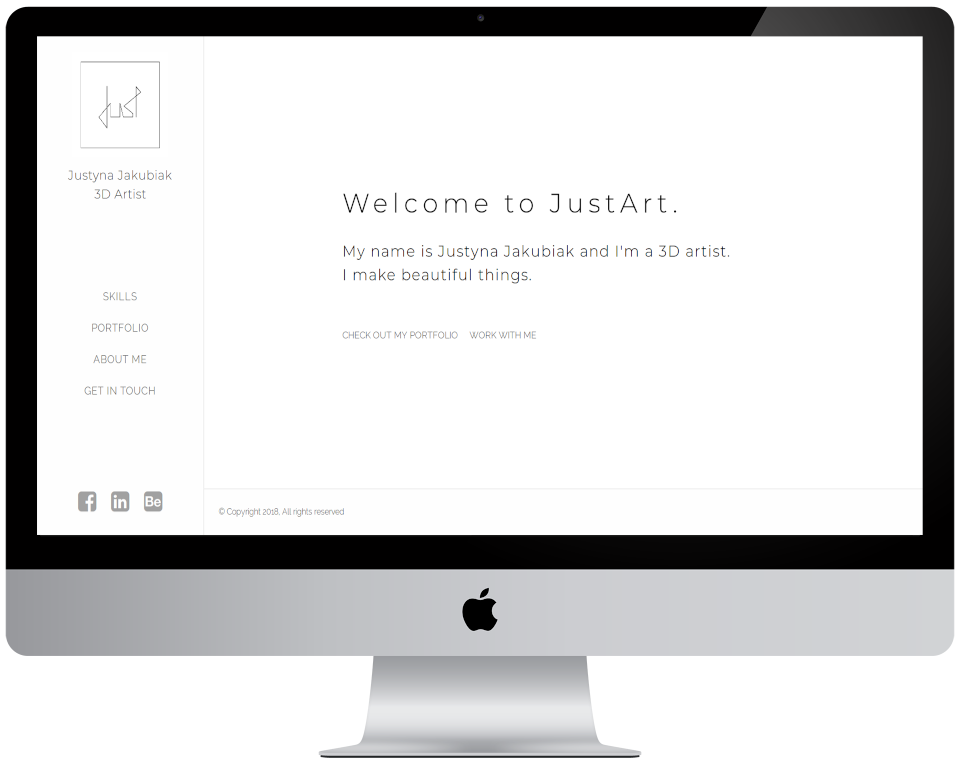 Just
Justyna Jakubiak
3D Artist
SKILLS
PORTFOLIO
ABOUT ME
GET IN TOUCH
in
Be
Welcome to JustArt.
My name is Justyna Jakubiak and I'm a 3D artist.
I make beautiful things.
CHECK OUT MY PORTFOLIO WORK WITH ME
© Copyright 2018. All rights reserved